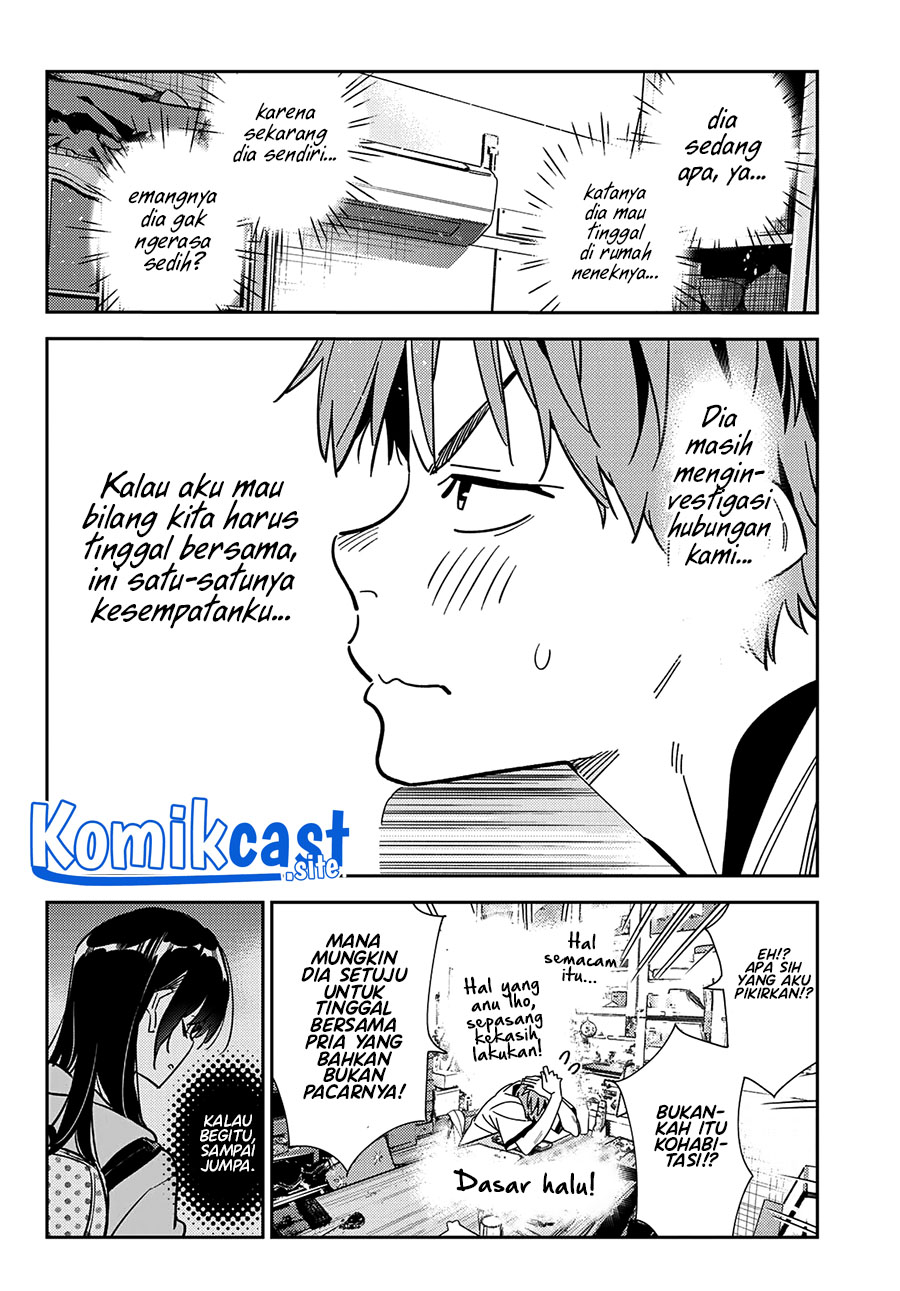 dia
sedang
apa, ya...
katanya
dia mau
tinggal
di rumah
neneknya...
karena
sekarang
dia sendiri...
emangnya
dia gak
ngerasa
sedih?
Dia
masih
mengin-
vestigasi
hubungan
kami...
Kalau aku mau
bilang kita harus
tinggal bersama,
ini satu-satunya
kesempatanku...
Komikcast
.site
EH!?
APA SIH
YANG AKU
PIKIRKAN!?
BUKAN-
KAH ITU
KOHABI-
TASI!?
Hal
semacam
itu...
Hal yang
anu lho,
sepasang
kekasih
lakukan!
Dasar halu!
MANA
MUNGKIN
DIA SETUJU
UNTUK
TINGGAL
BERSAMA
PRIA YANG
BAHKAN
BUKAN
PACARNYA!
KALAU
BEGITU,
SAMPAI
JUMPA.